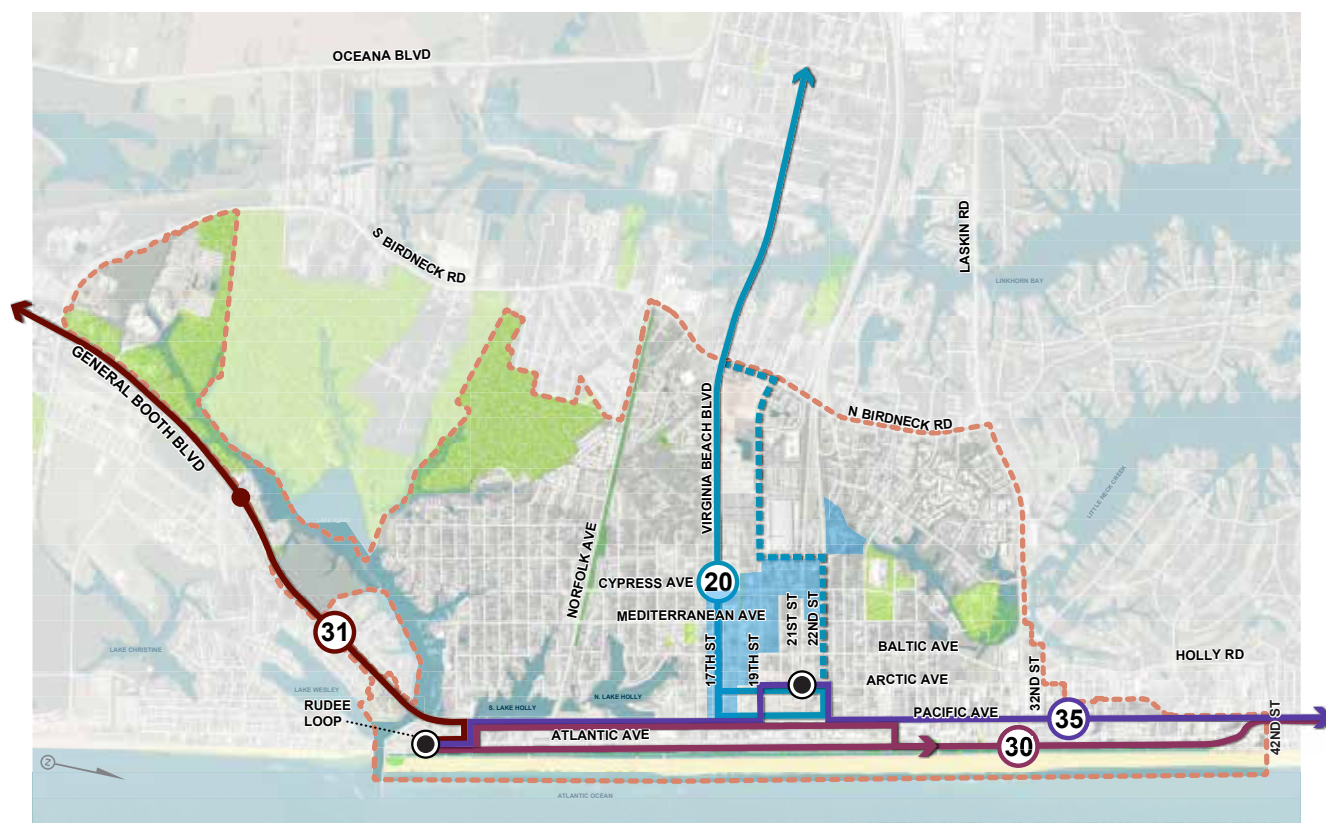 OCEANA BLVD
S BIRDNECK RD
LASKIN RD
LINKHORN BAY
GENERAL BOOTH BLVD
VIRGINIA BEACH BLVD
N BIRDNECK RD
LITTLE NECK CREEK
NORFOLK AVE
CYPRESS AVE
20
MEDITERRANEAN AVE
21ST ST
22ND ST
31
17TH ST
19TH ST
BALTIC AVE
HOLLY RD
LAKE CHRISTINE
ARCTIC AVE
32ND ST
LAKE WESLEY
N. LAKE HOLLY
S. LAKE HOLLY
RUDEE
LOOP
PACIFIC AVE
35
42ND ST
ATLANTIC AVE
30
Z
ATLANTIC OCEAN